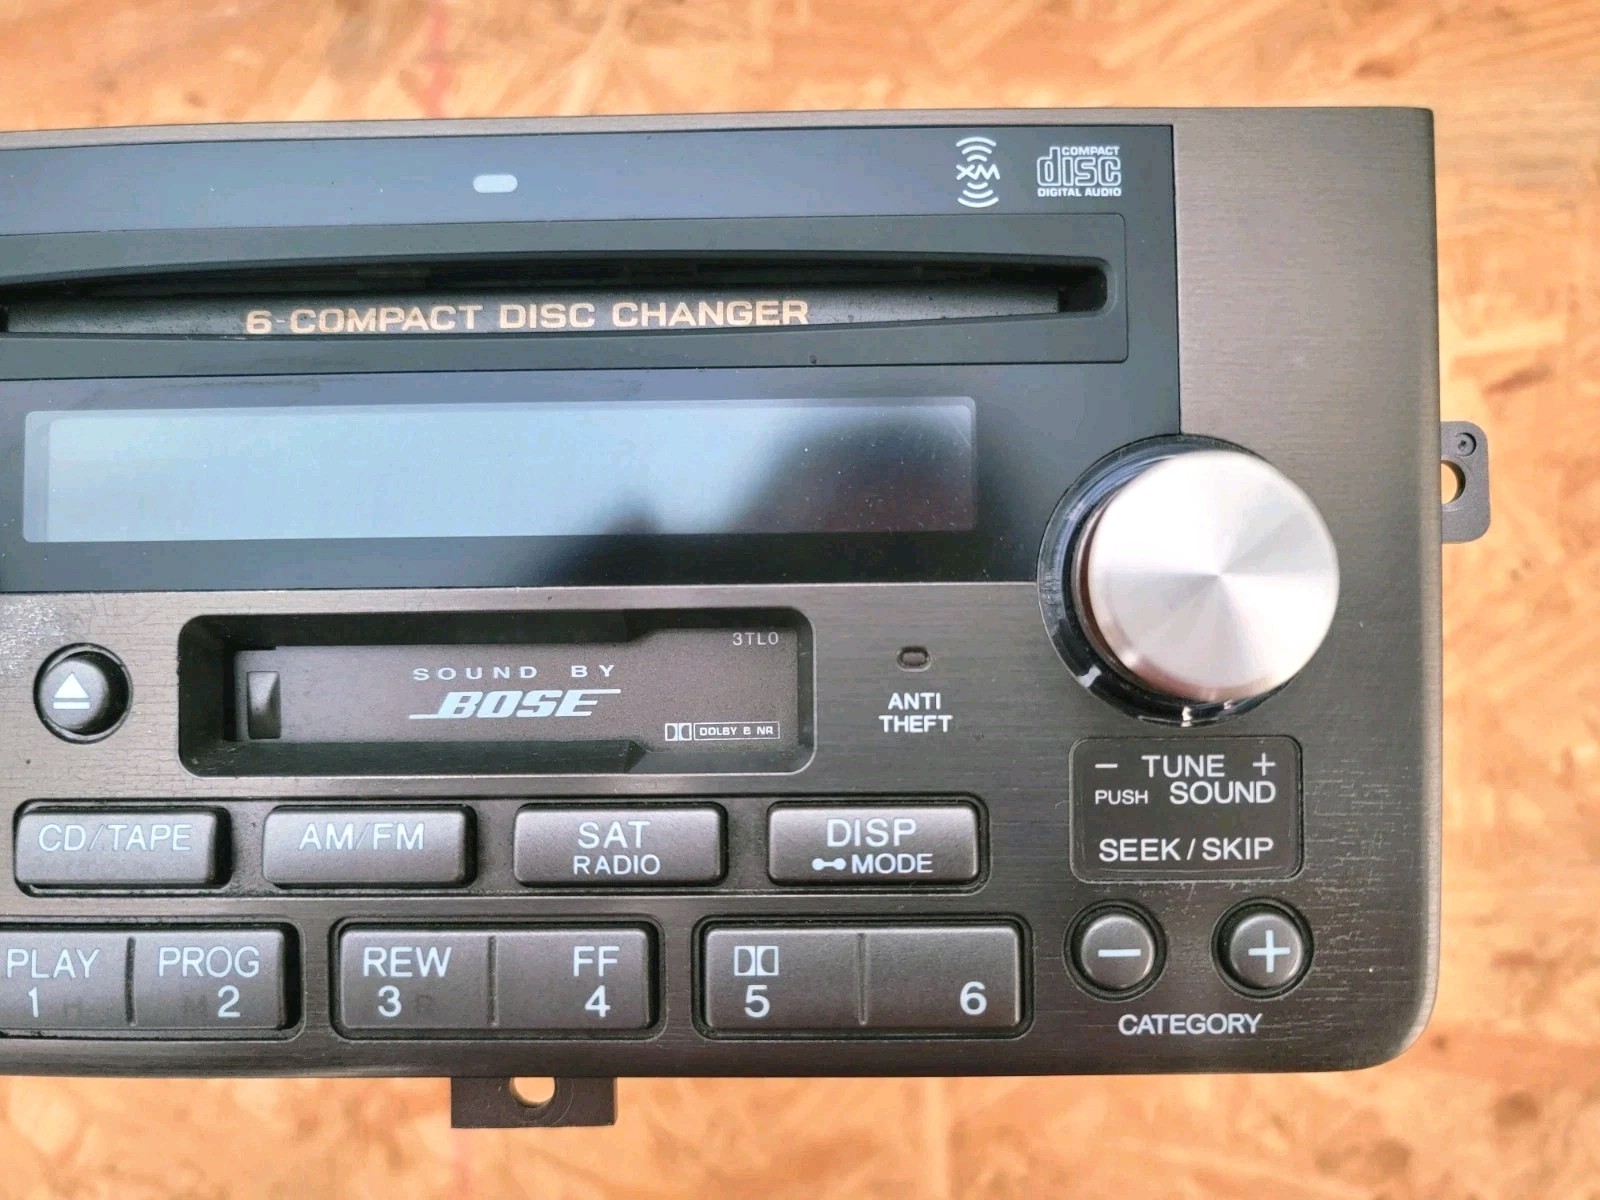 XM
COMPACT
disc
DIGITAL AUDIO
6-COMPACT DISC CHANGER
3TL0
SOUND BY
BOSE
DOLBY B NR
ANTI
THEFT
- TUNE +
PUSH SOUND
SEEK/SKIP
CD/TAPE
AM/FM
SAT
RADIO
DISP
MODE
PLAY
1
PROG
2
REW
3
FF
4
5
6
- +
CATEGORY